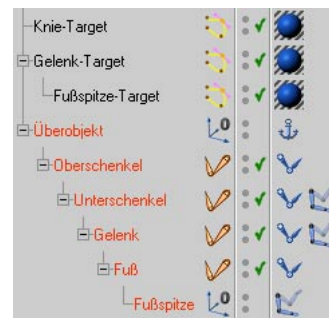 Knie-Target
Gelenk-Target
Fußspitze-Target
Überobjekt
Oberschenkel
Unterschenkel
Gelenk
Fuß
Fußspitze